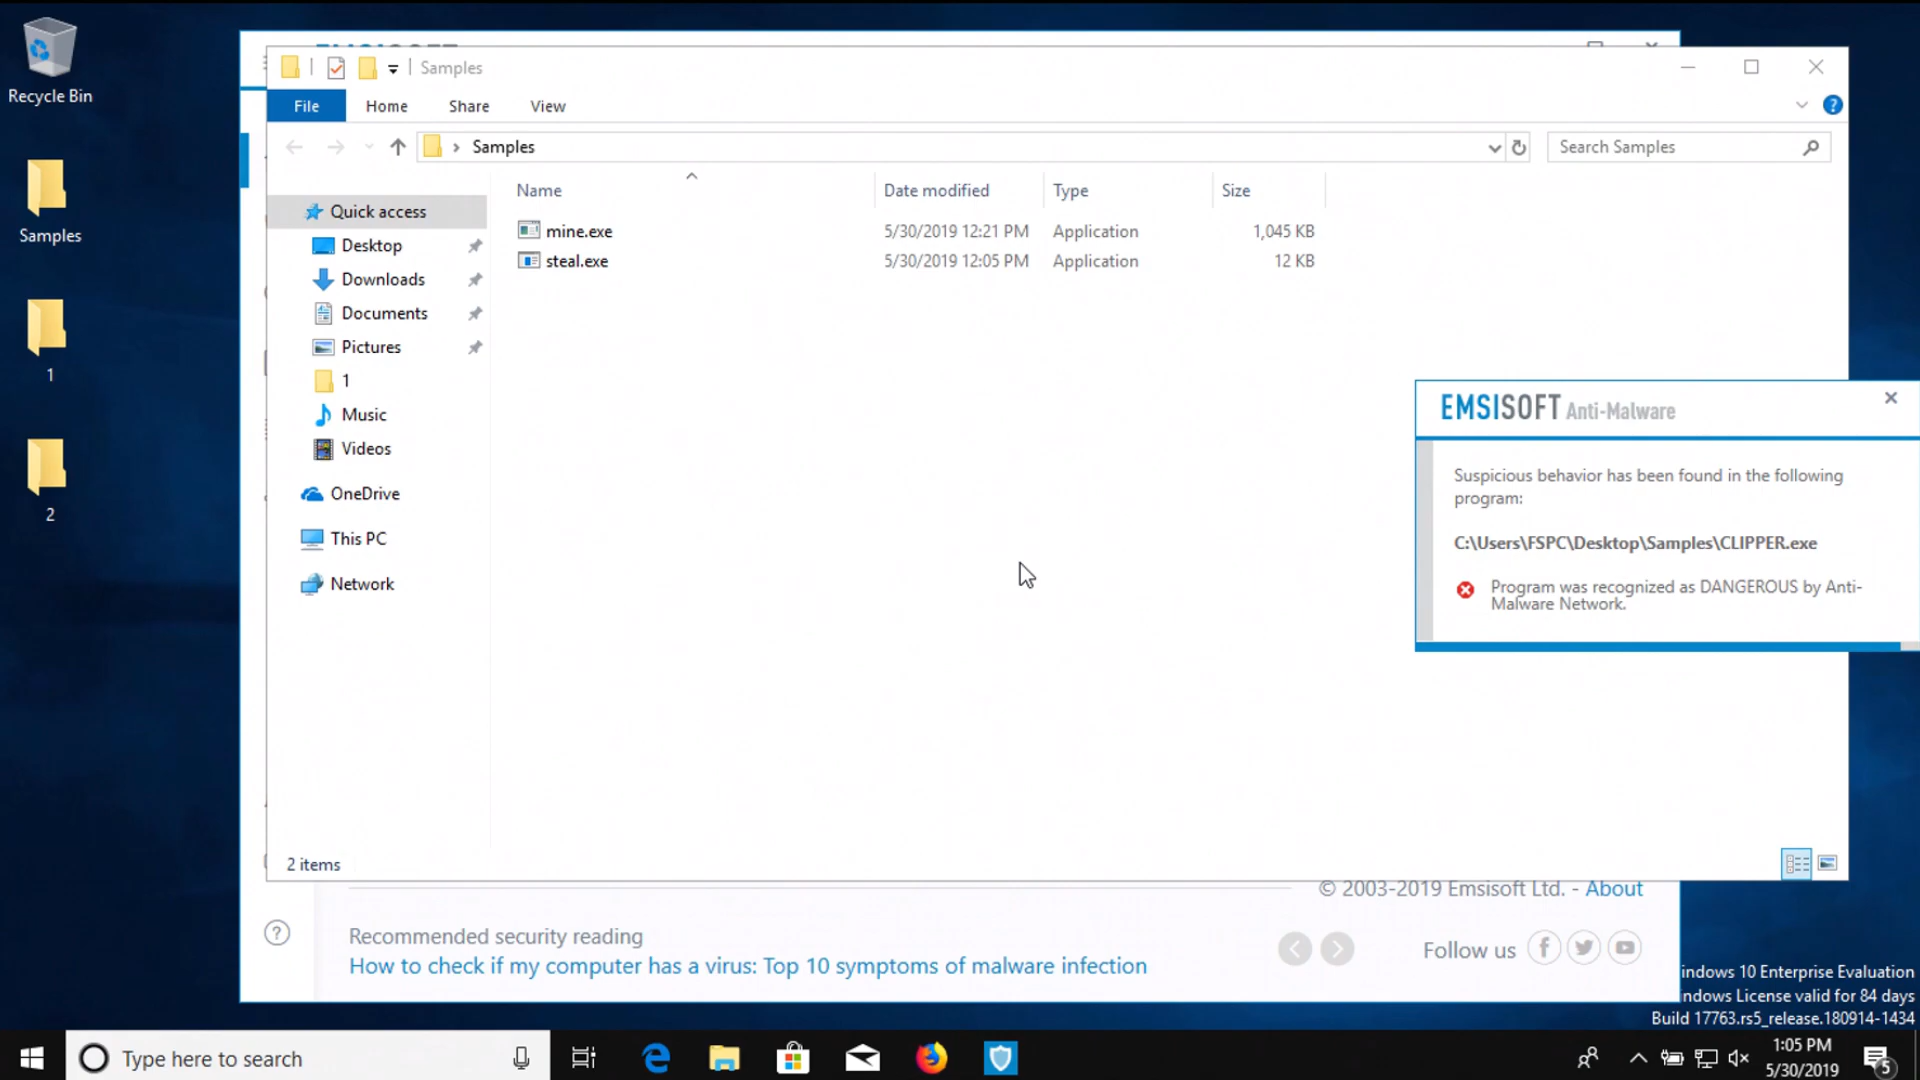 Recycle Bin
Samples
1
2
Samples
File
Home
Share
View
?
Samples
Search Samples
Name
Date modified
Type
Size
mine.exe
5/30/2019 12:21 PM
Application
1,045 KB
steal.exe
5/30/2019 12:05 PM
Application
12 KB
Quick access
Desktop
Downloads
Documents
Pictures
1
Music
Videos
OneDrive
This PC
Network
EMSISOFT Anti-Malware
Suspicious behavior has been found in the following
program:
C:\Users\FSPC\Desktop\Samples\CLIPPER.exe
Program was recognized as DANGEROUS by Anti-
Malware Network.
2 items
© 2003-2019 Emsisoft Ltd. - About
?
Recommended security reading
How to check if my computer has a virus: Top 10 symptoms of malware infection
Follow us
indows 10 Enterprise Evaluation
ndows License valid for 84 days
Build 17763.rs5_release.180914-1434
Type here to search
1:05 PM
5/30/2019
5